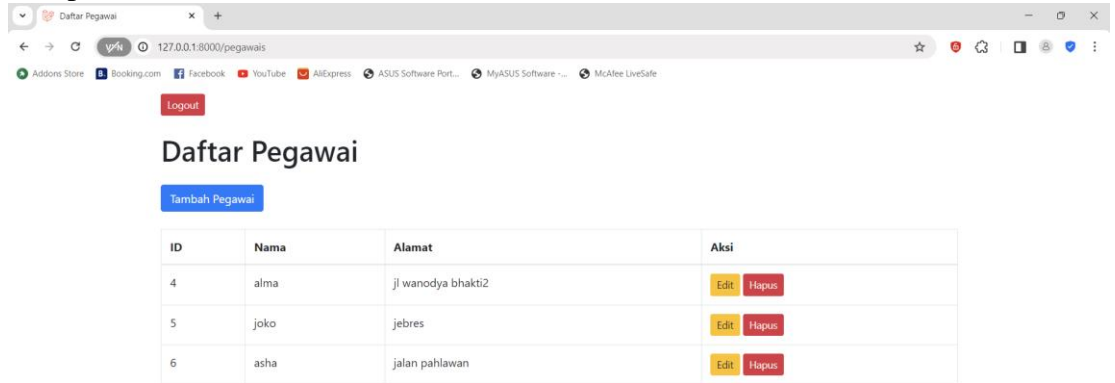 Daftar Pegawai
VPN 127.0.0.1:8000/pegawais
Addons Store B. Booking.com Facebook YouTube AliExpress ASUS Software Port... MyASUS Software -... McAfee LiveSafe
Logout
Daftar Pegawai
Tambah Pegawai
ID Nama Alamat Aksi
4 alma jl wanodya bhakti2 Edit Hapus
5 joko jebres Edit Hapus
6 asha jalan pahlawan Edit Hapus